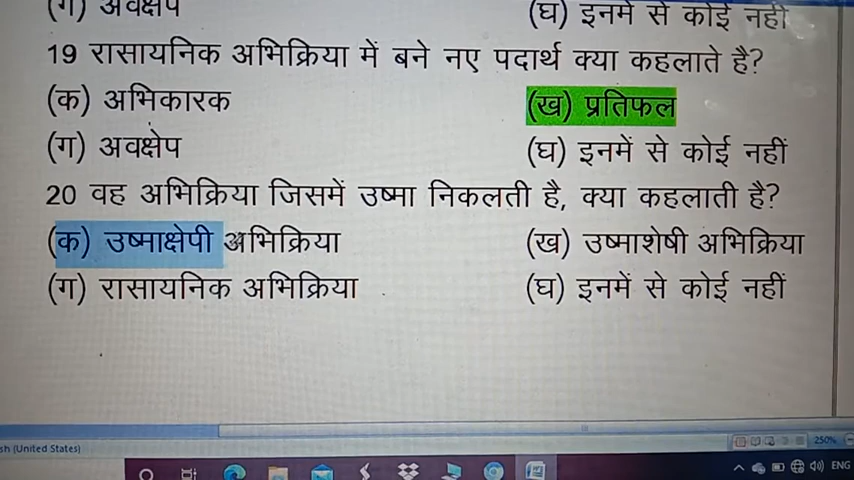 (ग) अवक्षेप (घ) इनमें से कोई नहीं
19 रासायनिक अभिक्रिया में बने नए पदार्थ क्या कहलाते है?
(क) अभिकारक (ख) प्रतिफल
(ग) अवक्षेप (घ) इनमें से कोई नहीं
20 वह अभिक्रिया जिसमें उष्मा निकलती है, क्या कहलाती है?
(क) उष्माक्षेपी अभिक्रिया (ख) उष्माशेषी अभिक्रिया
(ग) रासायनिक अभिक्रिया (घ) इनमें से कोई नहीं
sh (United States) 250%
ENG